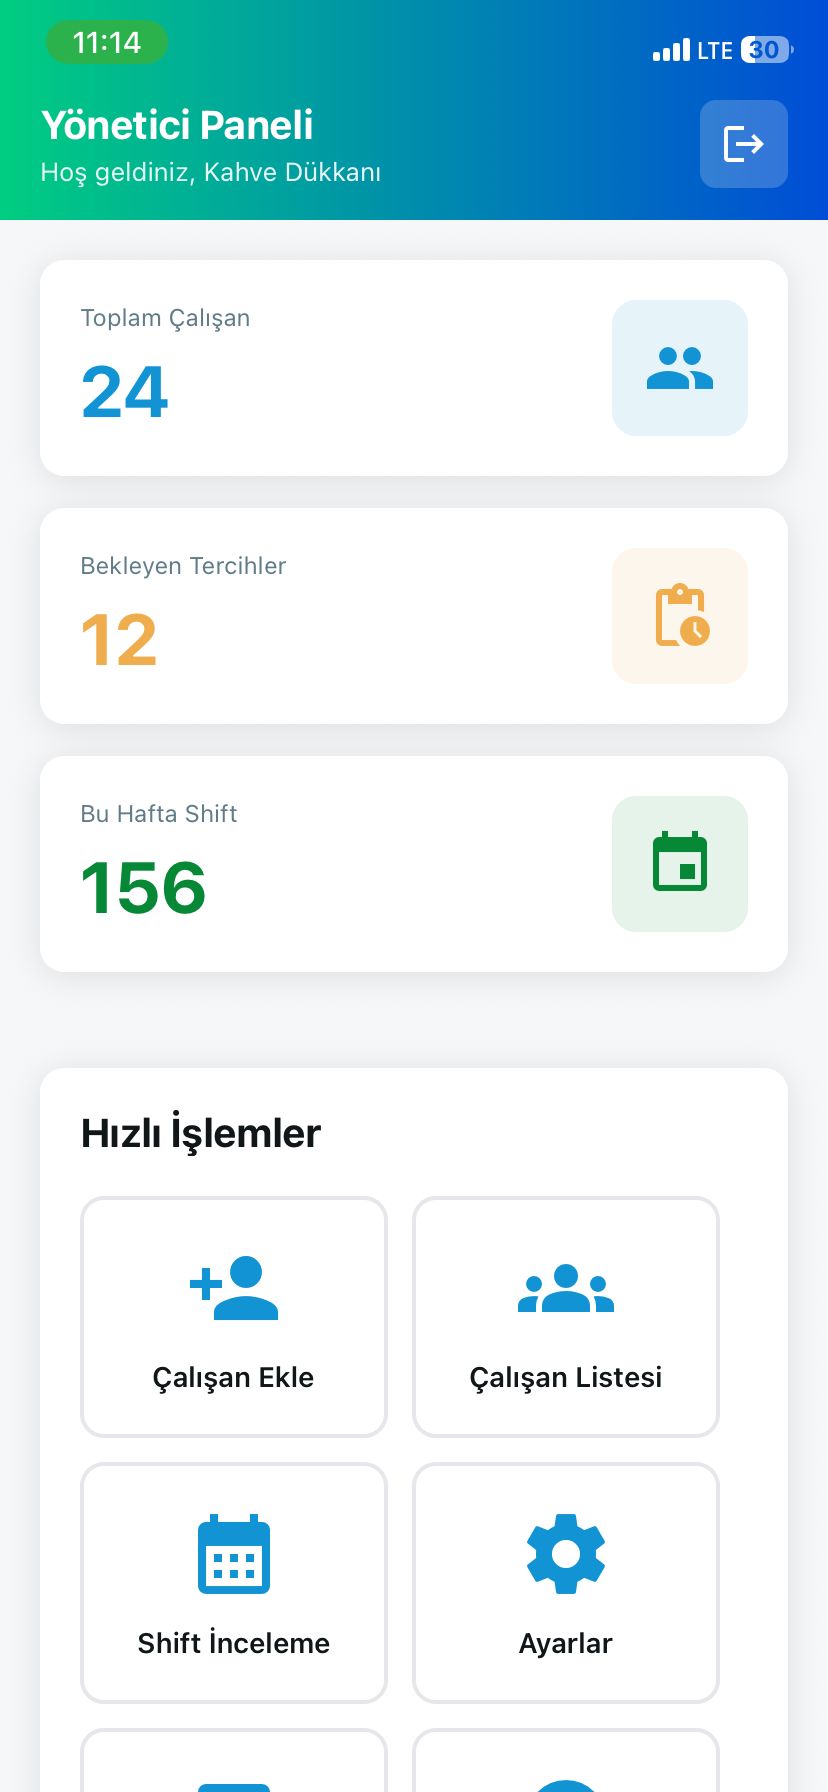 11:14
LTE 30
Yönetici Paneli
Hoş geldiniz, Kahve Dükkanı
Toplam Çalışan
24
Bekleyen Tercihler
12
Bu Hafta Shift
156
Hızlı İşlemler
Çalışan Ekle
Çalışan Listesi
Shift İnceleme
Ayarlar